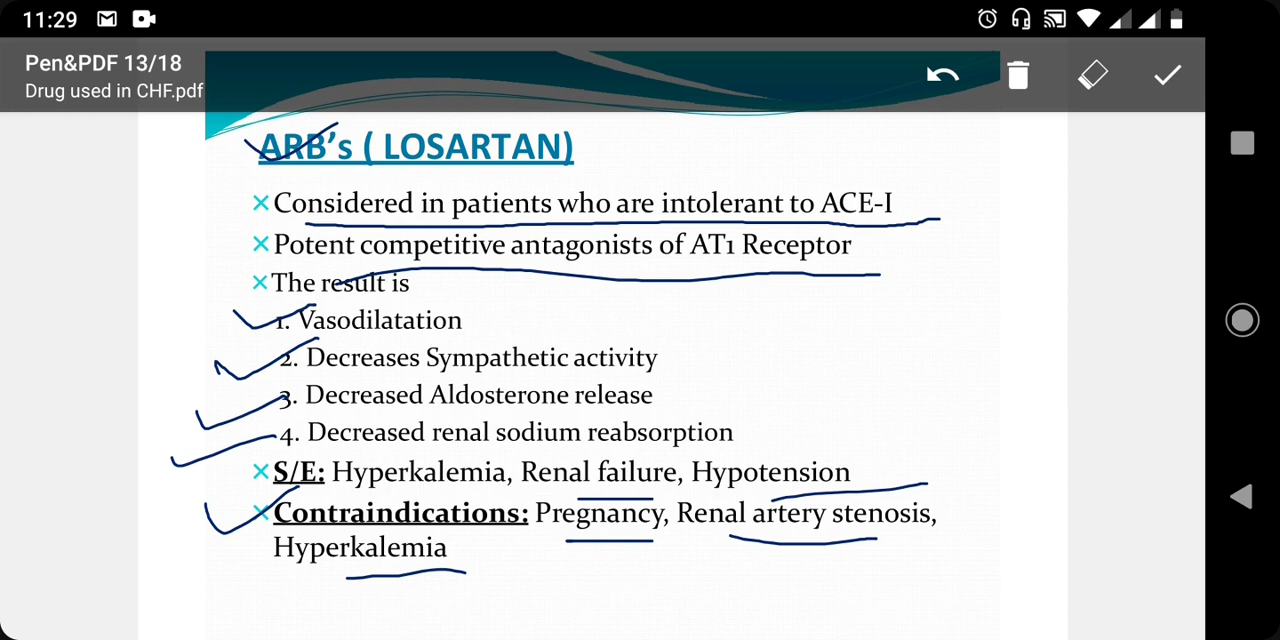 11:29
Pen&PDF 13/18
Drug used in CHF.pdf
ARB's ( LOSARTAN)
Considered in patients who are intolerant to ACE-I
Potent competitive antagonists of AT1 Receptor
The result is
1. Vasodilatation
2. Decreases Sympathetic activity
3. Decreased Aldosterone release
4. Decreased renal sodium reabsorption
S/E: Hyperkalemia, Renal failure, Hypotension
Contraindications: Pregnancy, Renal artery stenosis,
Hyperkalemia